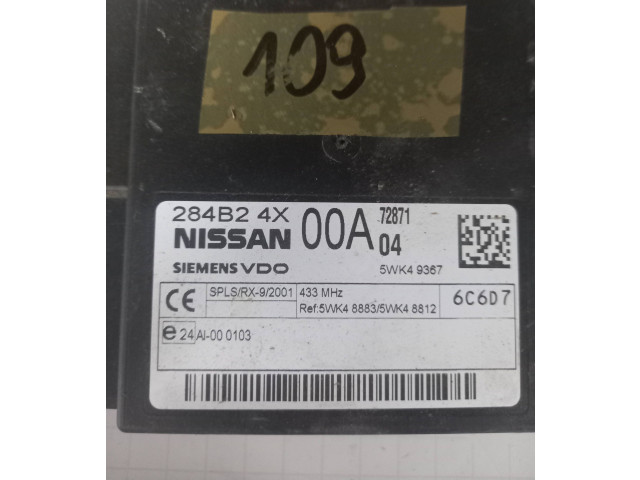 109
284B2 4X 00A 72871
NISSAN 04
SIEMENS VDO 5WK4 9367
CE SPLS/RX-9/2001 433 MHz 6C6D7
Ref:5WK4 8883/5WK4 8812
e 24 AI-00 0103